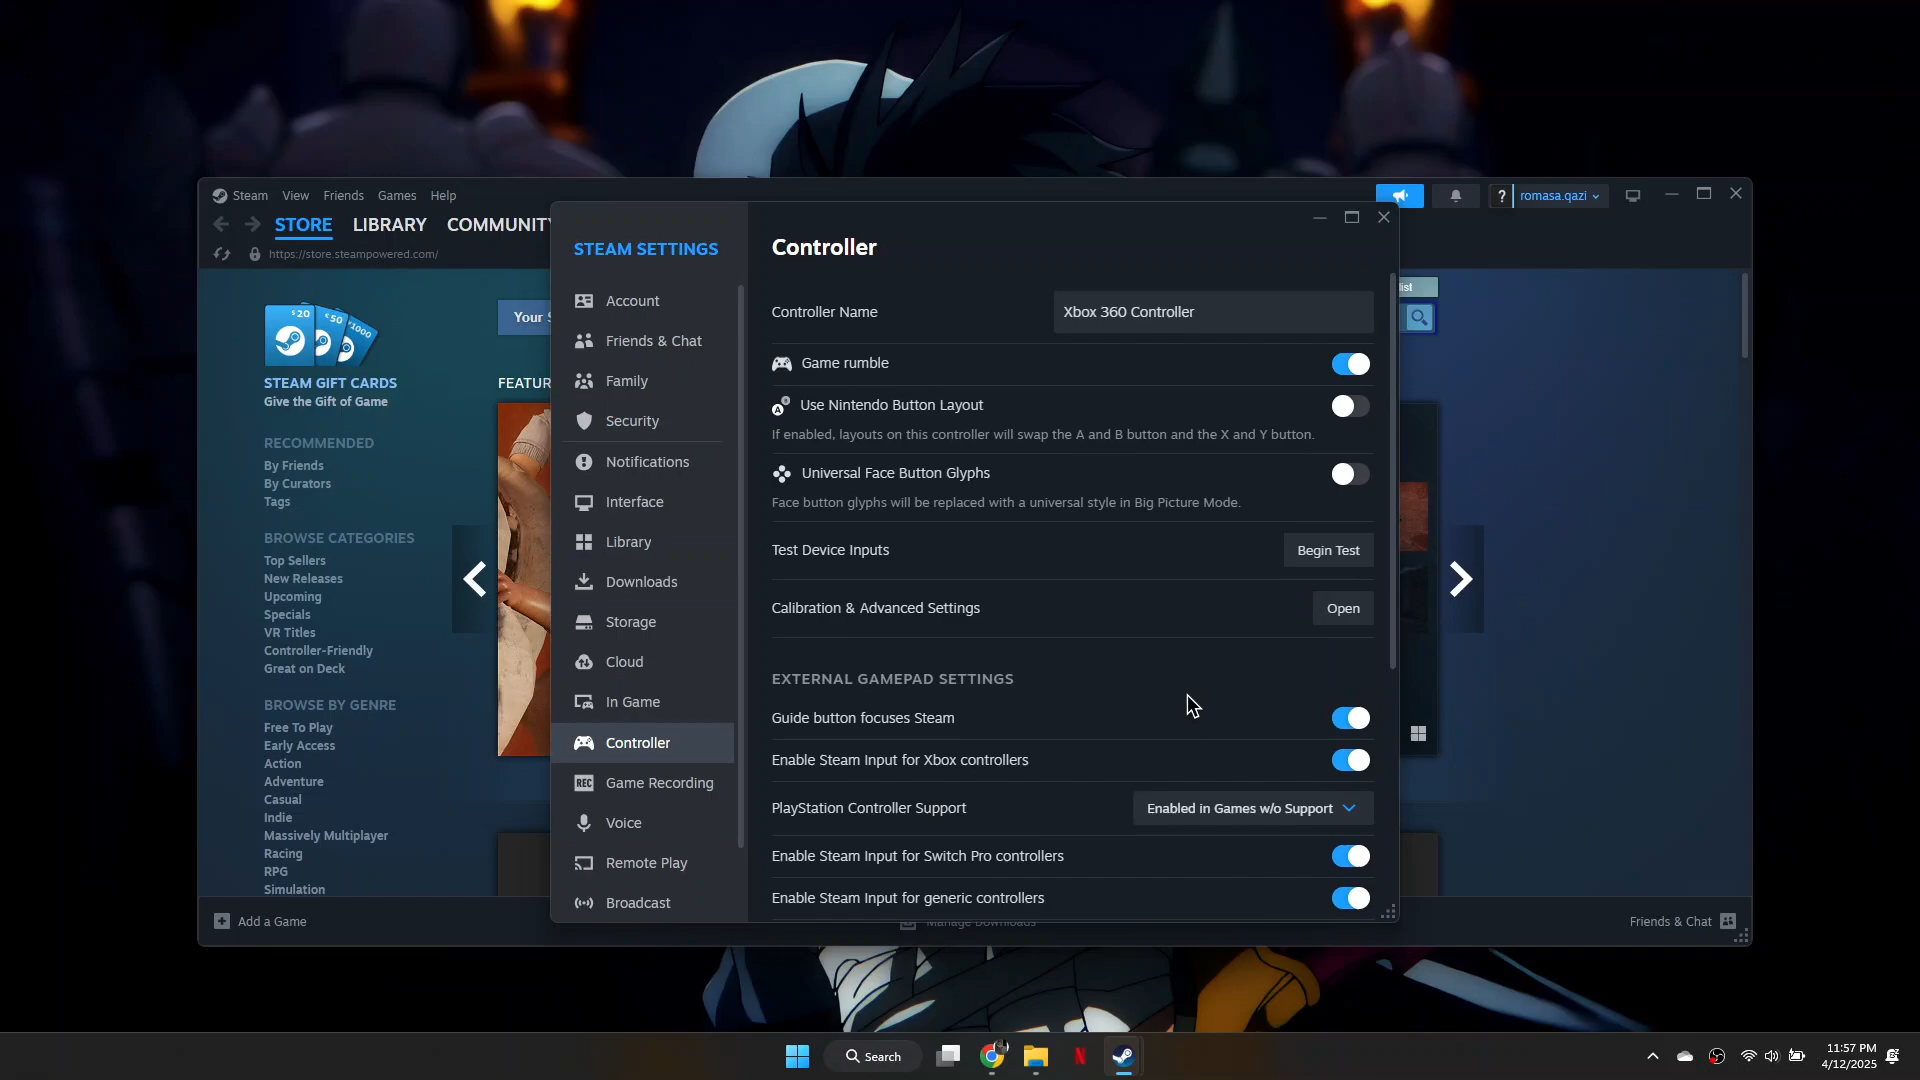 Steam View Friends Games Help
? romasa.qazi
STORE LIBRARY COMMUNITY
https://store.steampowered.com/
$20 €50 ¥1000
STEAM GIFT CARDS
Give the Gift of Game
RECOMMENDED
By Friends
By Curators
Tags
BROWSE CATEGORIES
Top Sellers
New Releases
Upcoming
Specials
VR Titles
Controller-Friendly
Great on Deck
BROWSE BY GENRE
Free To Play
Early Access
Action
Adventure
Casual
Indie
Massively Multiplayer
Racing
RPG
Simulation
Your S
FEATUR
list
STEAM SETTINGS
Account
Friends & Chat
Family
Security
Notifications
Interface
Library
Downloads
Storage
Cloud
In Game
Controller
REC Game Recording
Voice
Remote Play
Broadcast
Controller
Controller Name Xbox 360 Controller
Game rumble
Use Nintendo Button Layout
If enabled, layouts on this controller will swap the A and B button and the X and Y button.
Universal Face Button Glyphs
Face button glyphs will be replaced with a universal style in Big Picture Mode.
Test Device Inputs Begin Test
Calibration & Advanced Settings Open
EXTERNAL GAMEPAD SETTINGS
Guide button focuses Steam
Enable Steam Input for Xbox controllers
PlayStation Controller Support Enabled in Games w/o Support
Enable Steam Input for Switch Pro controllers
Enable Steam Input for generic controllers
Add a Game Manage Downloads Friends & Chat
Search
11:57 PM
4/12/2025